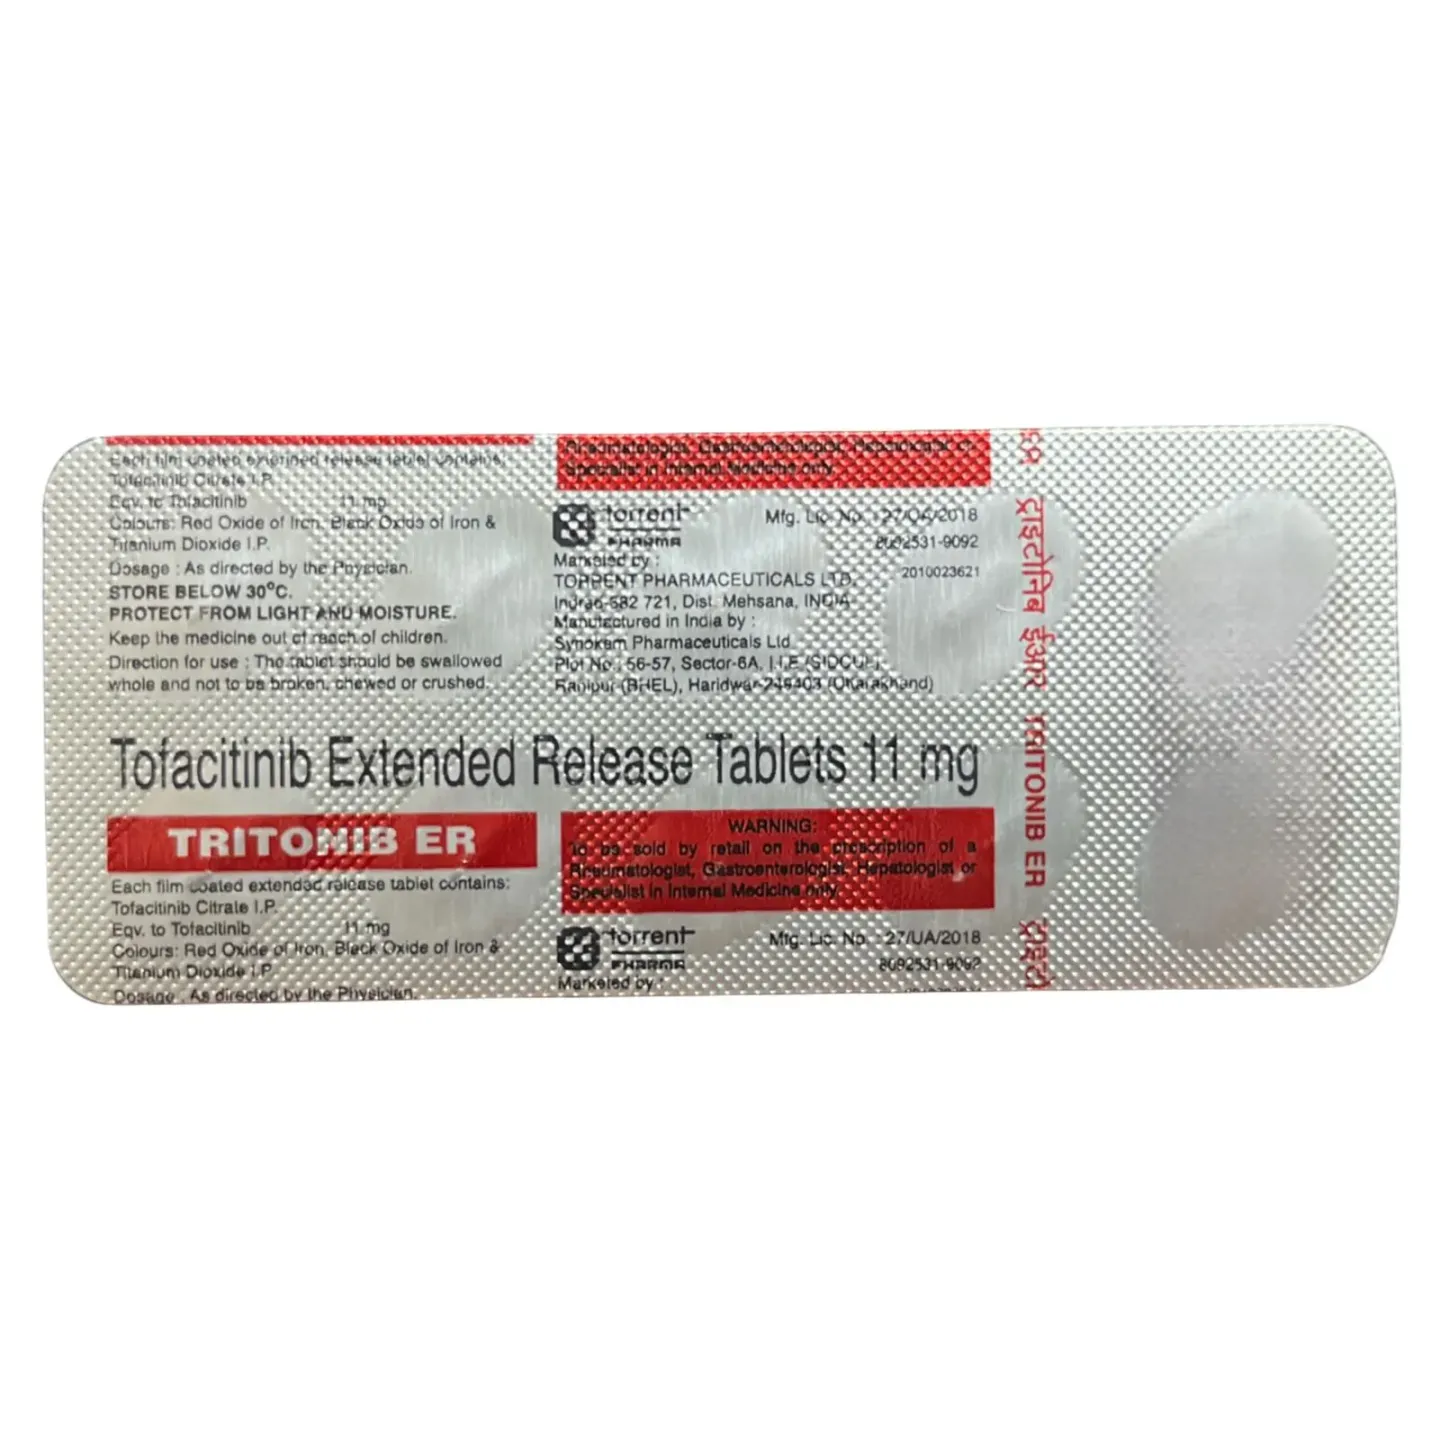 Each film coated extended release tablet contains:
Tofacitinib Citrate I.P.
Eqv. to Tofacitinib 11 mg
Colours: Red Oxide of Iron, Black Oxide of Iron &
Titanium Dioxide I.P.
Dosage : As directed by the Physician.
STORE BELOW 30°C.
PROTECT FROM LIGHT AND MOISTURE.
Keep the medicine out of reach of children.
Direction for use : The tablet should be swallowed
whole and not to be broken, chewed or crushed.
Rheumatologist, Gastroenterologist, Hepatologist or
Specialist in Internal Medicine only.
torrent
PHARMA
Mfg. Lic. No. : 27/UA/2018
8092531-9092
2010023621
Marketed by :
TORRENT PHARMACEUTICALS LTD.
Indrad-382 721, Dist. Mehsana, INDIA
Manufactured in India by :
Synokem Pharmaceuticals Ltd
Plot No.: 56-57, Sector-6A, I.I.E.(SIDCUL)
Ranipur (BHEL), Haridwar-249403 (Uttarakhand)
Tofacitinib Extended Release Tablets 11 mg
TRITONIB ER
WARNING:
To be sold by retail on the prescription of a
Rheumatologist, Gastroenterologist, Hepatologist or
Specialist in Internal Medicine only.
Each film coated extended release tablet contains:
Tofacitinib Citrate I.P.
Eqv. to Tofacitinib 11 mg
Colours: Red Oxide of Iron, Black Oxide of Iron &
Titanium Dioxide I.P.
Dosage : As directed by the Physician.
torrent
PHARMA
Mfg. Lic. No. : 27/UA/2018
8092531-9092
Marketed by :
ट्राइटोनिब ईआर TRITONIB ER